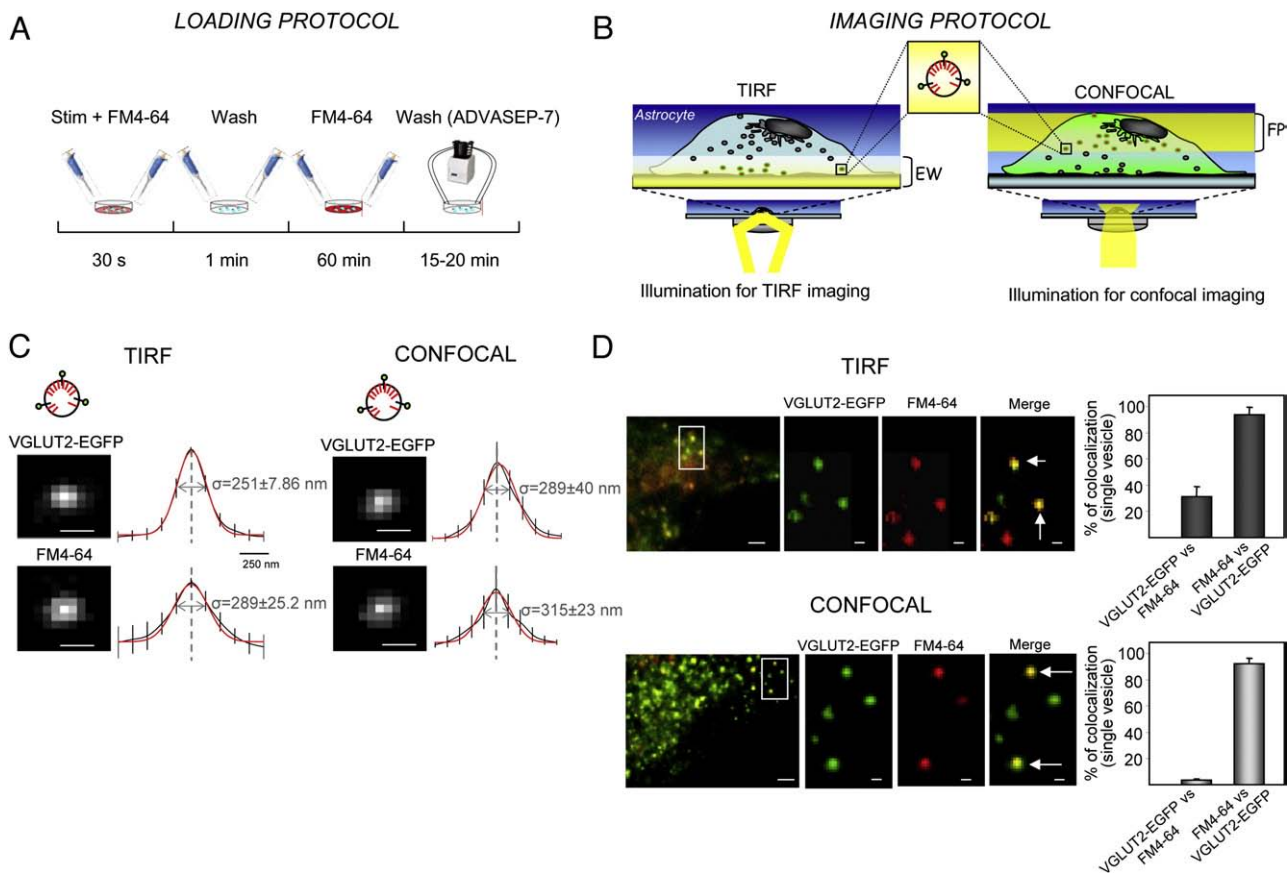 A
LOADING PROTOCOL
Stim + FM4-64
Wash
FM4-64
Wash (ADVASEP-7)
30 s
1 min
60 min
15-20 min
B
IMAGING PROTOCOL
TIRF
CONFOCAL
Astrocyte
EW
FP
Illumination for TIRF imaging
Illumination for confocal imaging
C
TIRF
CONFOCAL
VGLUT2-EGFP
σ=251±7.86 nm
VGLUT2-EGFP
σ=289±40 nm
250 nm
FM4-64
σ=289±25.2 nm
FM4-64
σ=315±23 nm
D
TIRF
VGLUT2-EGFP
FM4-64
Merge
% of colocalization
(single vesicle)
100
80
60
40
20
VGLUT2-EGFP vs
FM4-64
FM4-64 vs
VGLUT2-EGFP
CONFOCAL
VGLUT2-EGFP
FM4-64
Merge
% of colocalization
(single vesicle)
100
80
60
40
20
VGLUT2-EGFP vs
FM4-64
FM4-64 vs
VGLUT2-EGFP